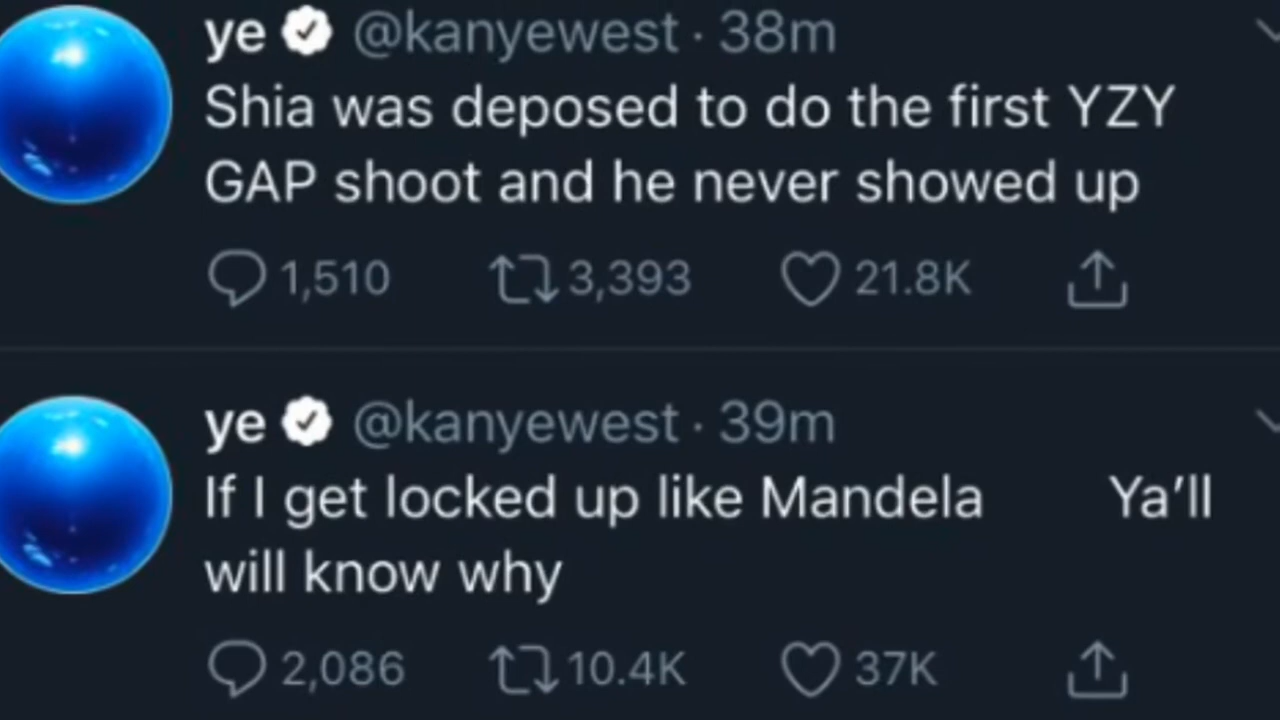 ye @kanyewest · 38m
Shia was deposed to do the first YZY
GAP shoot and he never showed up
1,510 3,393 21.8K
ye @kanyewest · 39m
If I get locked up like Mandela Ya’ll
will know why
2,086 10.4K 37K